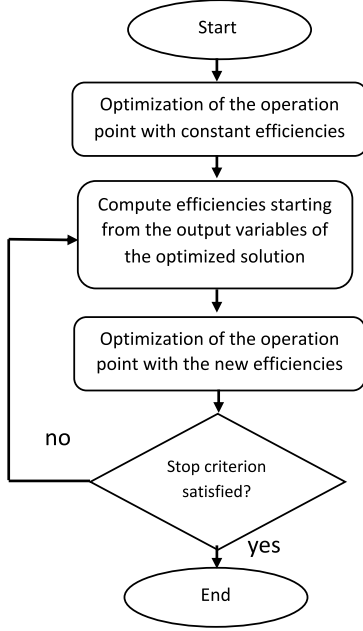 Start
Optimization of the operation
point with constant efficiencies
Compute efficiencies starting
from the output variables of
the optimized solution
Optimization of the operation
point with the new efficiencies
no
Stop criterion
satisfied?
yes
End